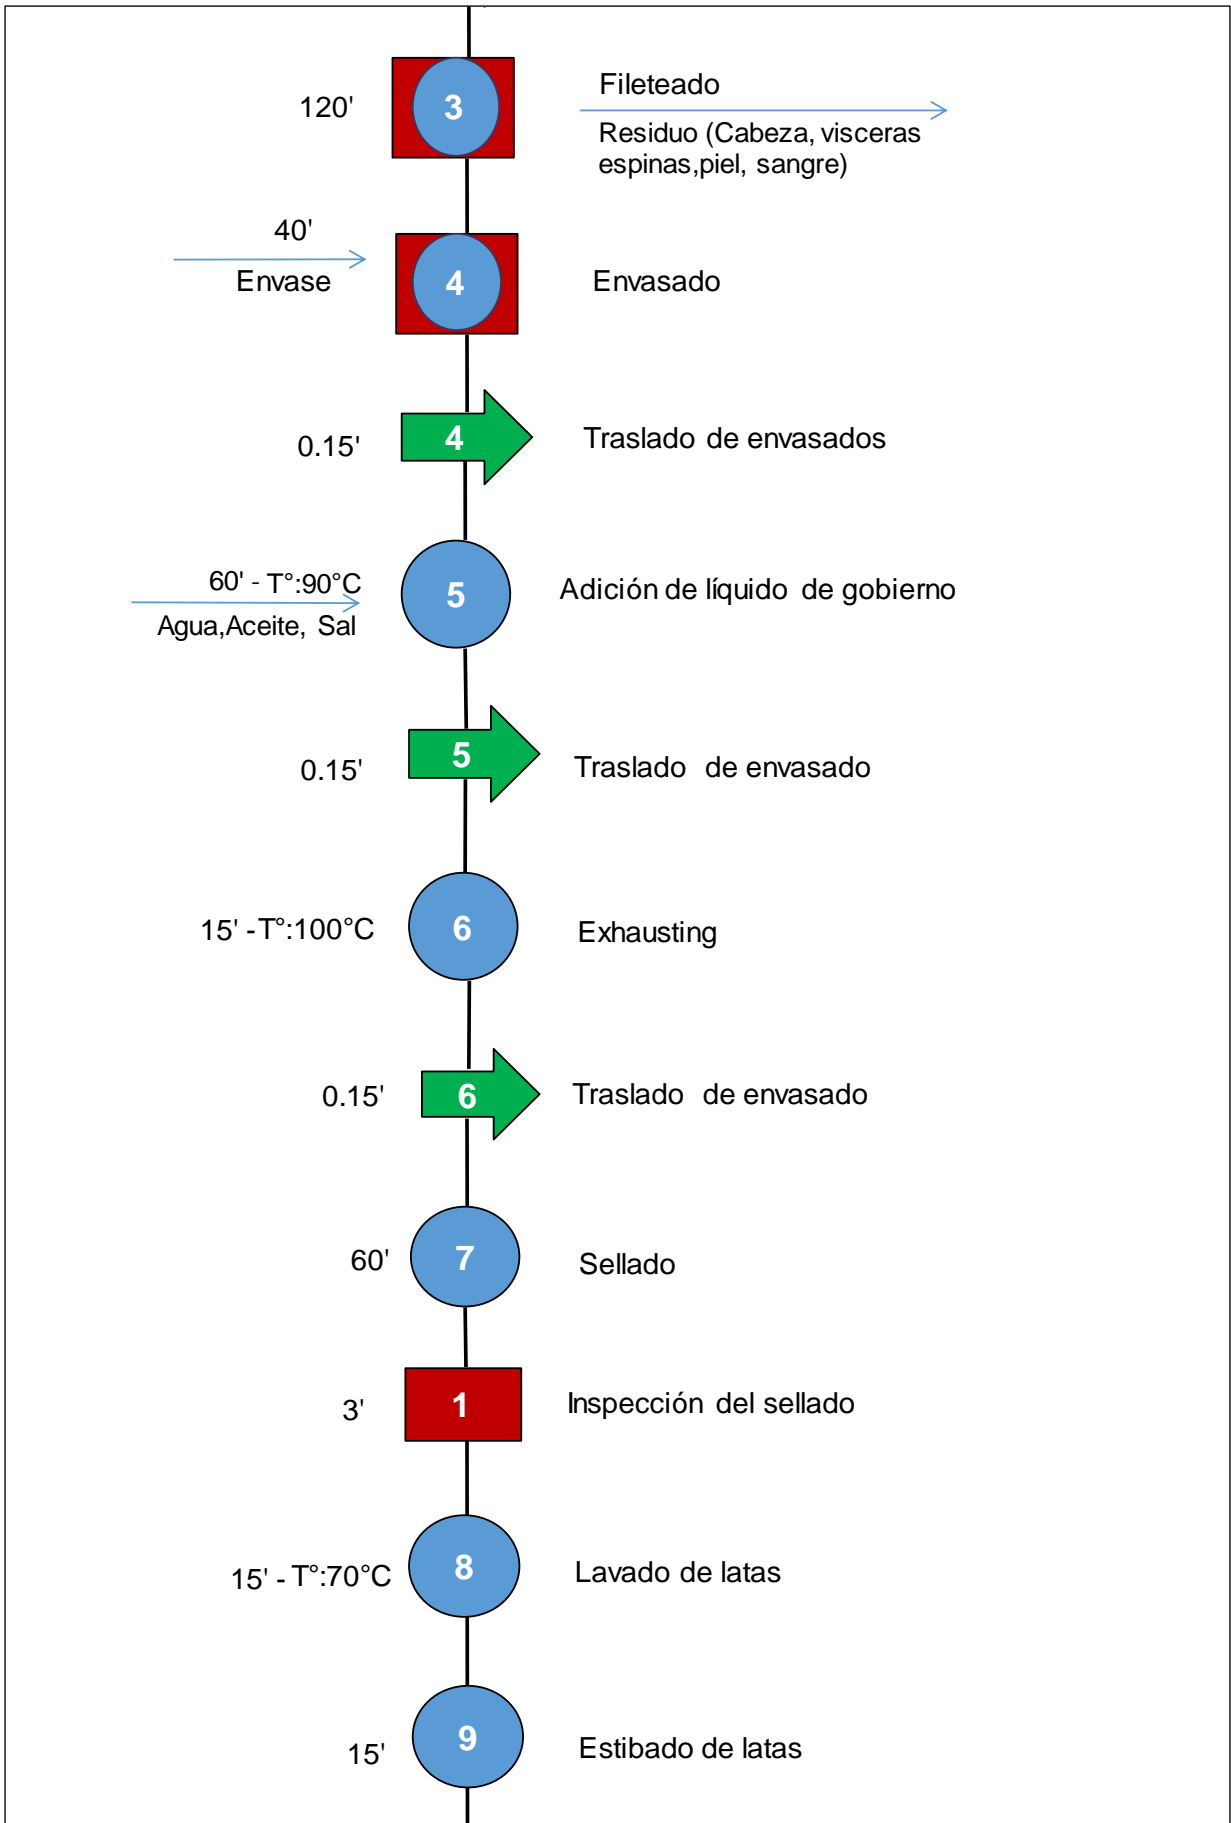 120'
3
Fileteado
Residuo (Cabeza, visceras
espinas,piel, sangre)
40'
Envase
4
Envasado
0.15'
4
Traslado de envasados
60' - T°:90°C
Agua,Aceite, Sal
5
Adición de líquido de gobierno
0.15'
5
Traslado de envasado
15' -T°:100°C
6
Exhausting
0.15'
6
Traslado de envasado
60'
7
Sellado
3'
1
Inspección del sellado
15' - T°:70°C
8
Lavado de latas
15'
9
Estibado de latas